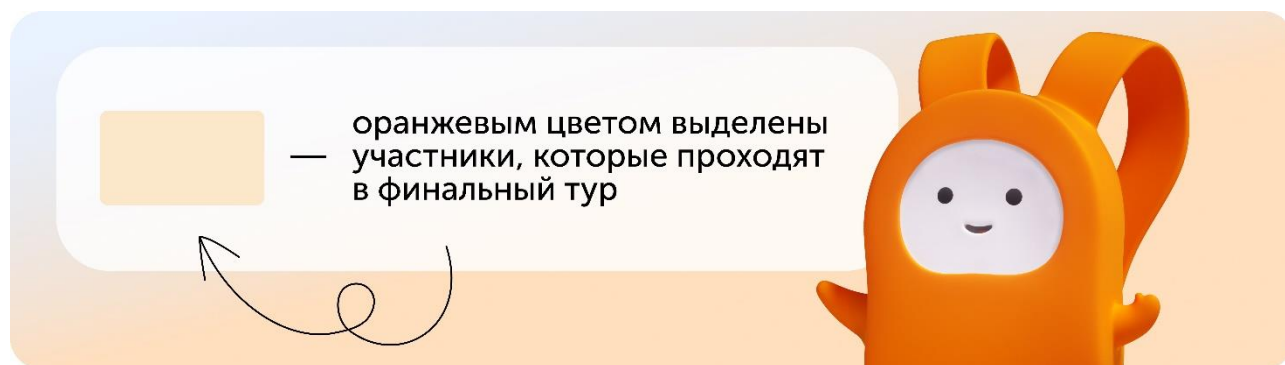 — оранжевым цветом выделены
участники, которые проходят
в финальный тур